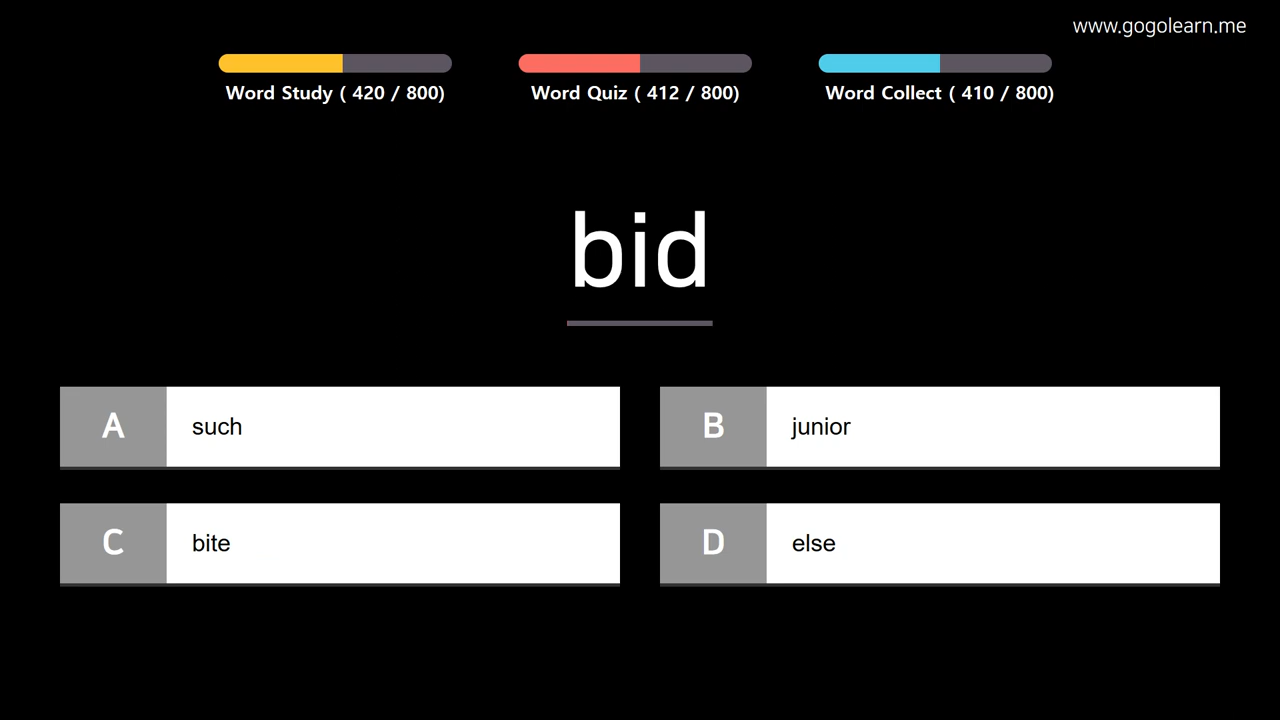 www.gogolearn.me
Word Study ( 420 / 800)
Word Quiz ( 412 / 800)
Word Collect ( 410 / 800)
bid
A
such
B
junior
C
bite
D
else